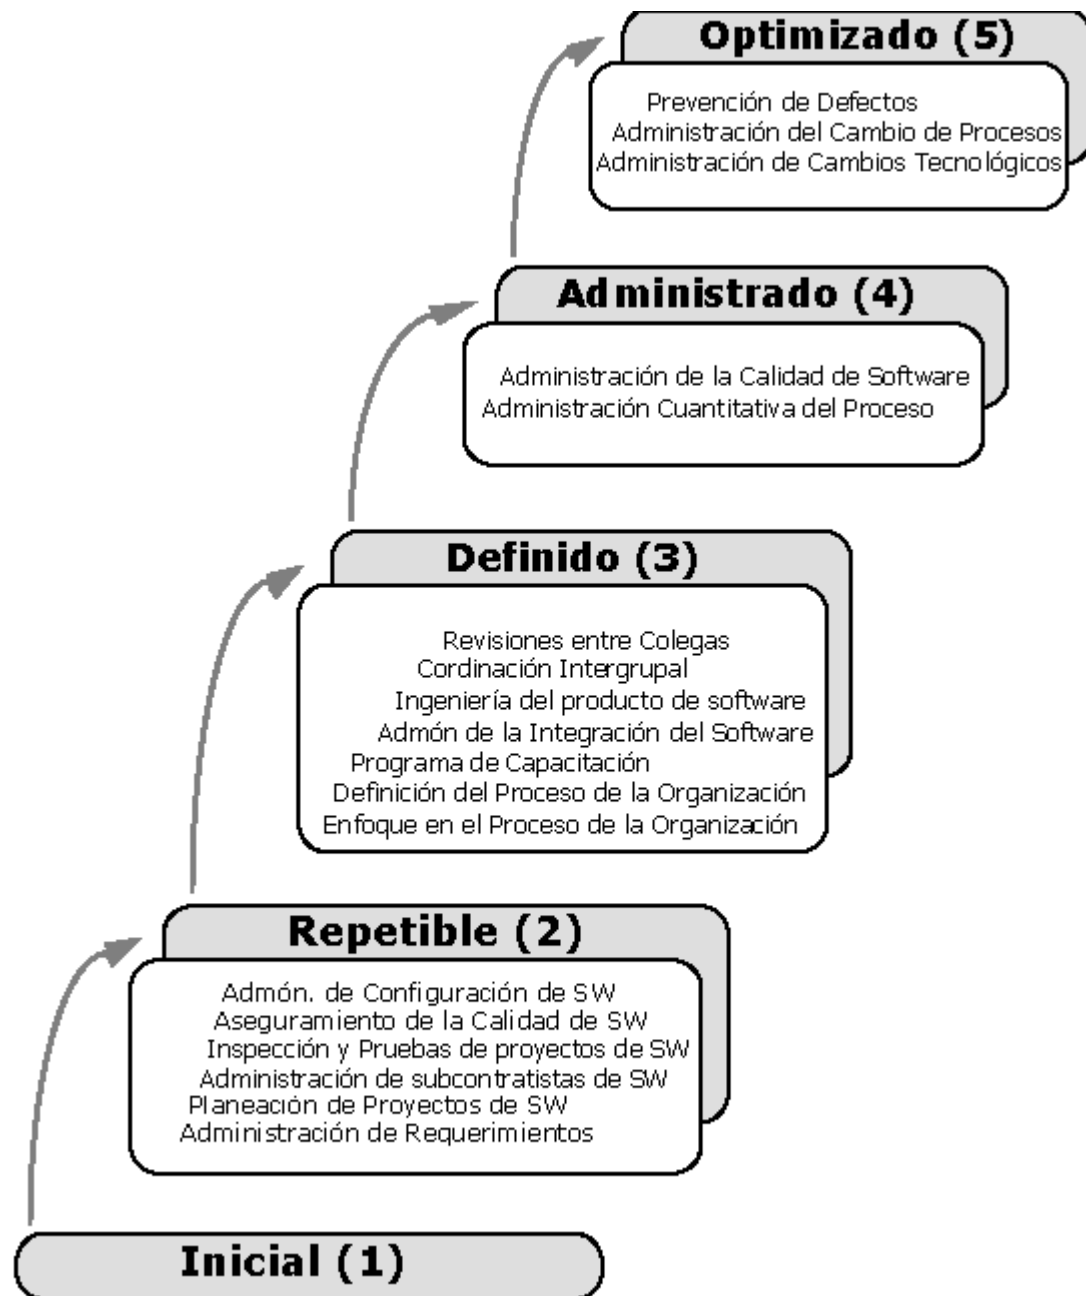 Optimizado (5)
Prevención de Defectos
Administración del Cambio de Procesos
Administración de Cambios Tecnológicos
Administrado (4)
Administración de la Calidad de Software
Administración Cuantitativa del Proceso
Definido (3)
Revisiones entre Colegas
Cordinación Intergrupal
Ingeniería del producto de software
Admón de la Integración del Software
Programa de Capacitación
Definición del Proceso de la Organización
Enfoque en el Proceso de la Organización
Repetible (2)
Admón. de Configuración de SW
Aseguramiento de la Calidad de SW
Inspección y Pruebas de proyectos de SW
Administración de subcontratistas de SW
Planeación de Proyectos de SW
Administración de Requerimientos
Inicial (1)